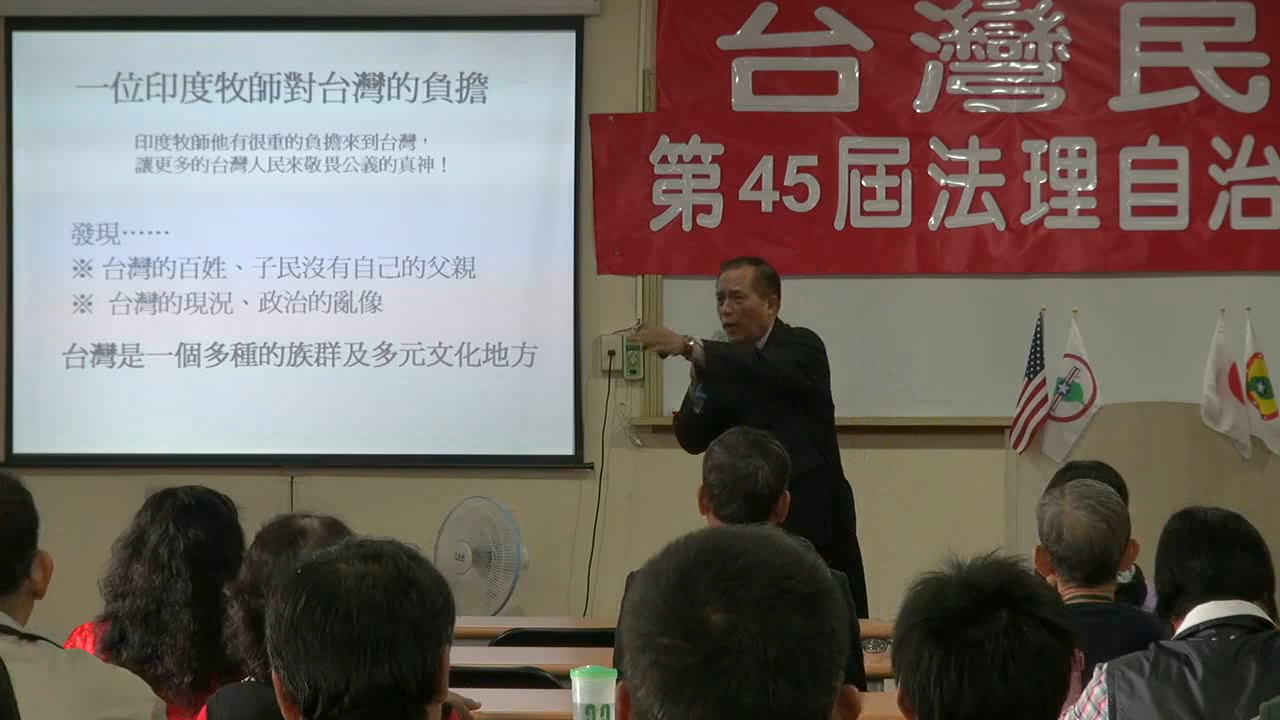 一位印度牧師對台灣的負擔
印度牧師他有很重的負擔來到台灣，
讓更多的台灣人民來敬畏公義的真神！
發現……
※ 台灣的百姓、子民沒有自己的父親
※ 台灣的現況、政治的亂像
台灣是一個多種的族群及多元文化地方
台灣民
第45屆法理自治